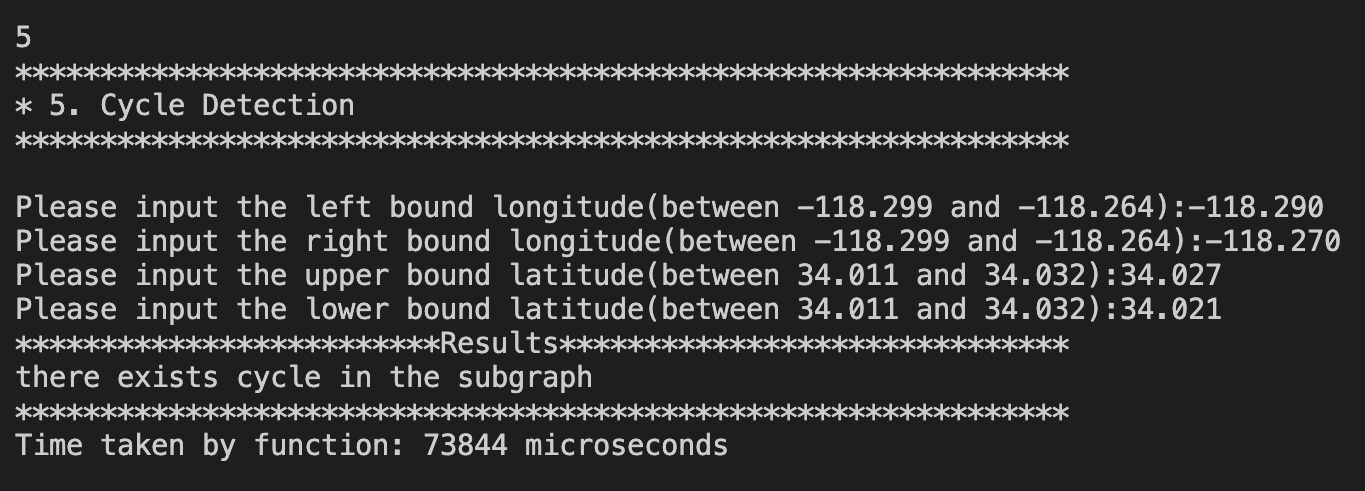 5
**************************************************************
* 5. Cycle Detection
**************************************************************
Please input the left bound longitude(between -118.299 and -118.264):-118.290
Please input the right bound longitude(between -118.299 and -118.264):-118.270
Please input the upper bound latitude(between 34.011 and 34.032):34.027
Please input the lower bound latitude(between 34.011 and 34.032):34.021
*************************Results******************************
there exists cycle in the subgraph
**************************************************************
Time taken by function: 73844 microseconds